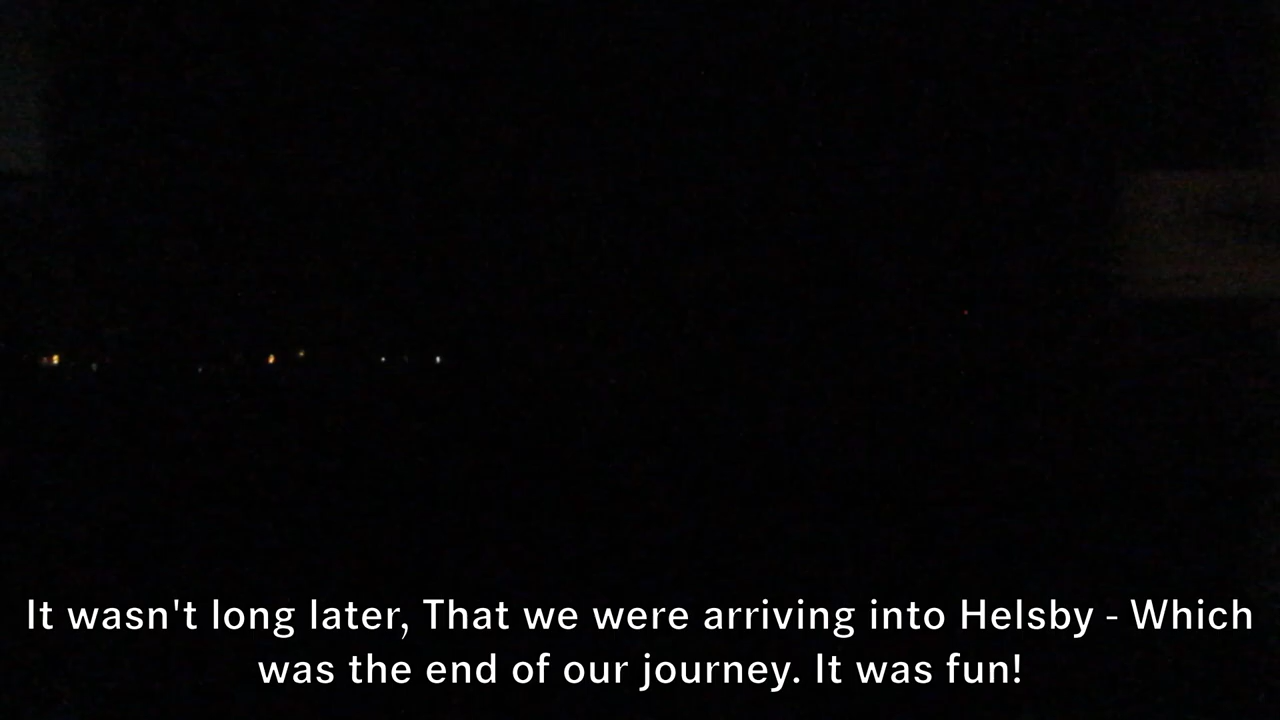 It wasn't long later, That we were arriving into Helsby - Which
was the end of our journey. It was fun!